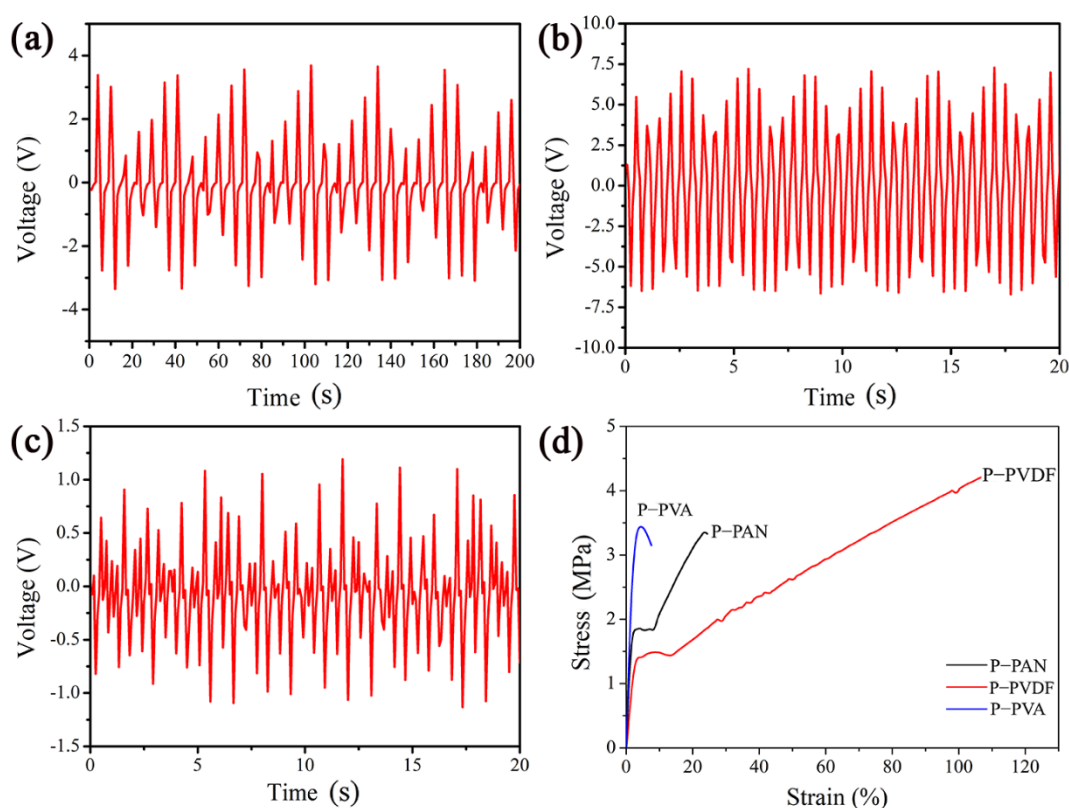 (a)
4
2
0
-2
-4
Voltage (V)
0 20 40 60 80 100 120 140 160 180 200
Time (s)
(b)
10.0
7.5
5.0
2.5
0.0
-2.5
-5.0
-7.5
-10.0
Voltage (V)
0 5 10 15 20
Time (s)
(c)
1.5
1.0
0.5
0.0
-0.5
-1.0
-1.5
Voltage (V)
0 5 10 15 20
Time (s)
(d)
5
4
3
2
1
0
Stress (MPa)
P-PVDF
P-PVA
P-PAN
P-PAN
P-PVDF
P-PVA
0 20 40 60 80 100 120
Strain (%)